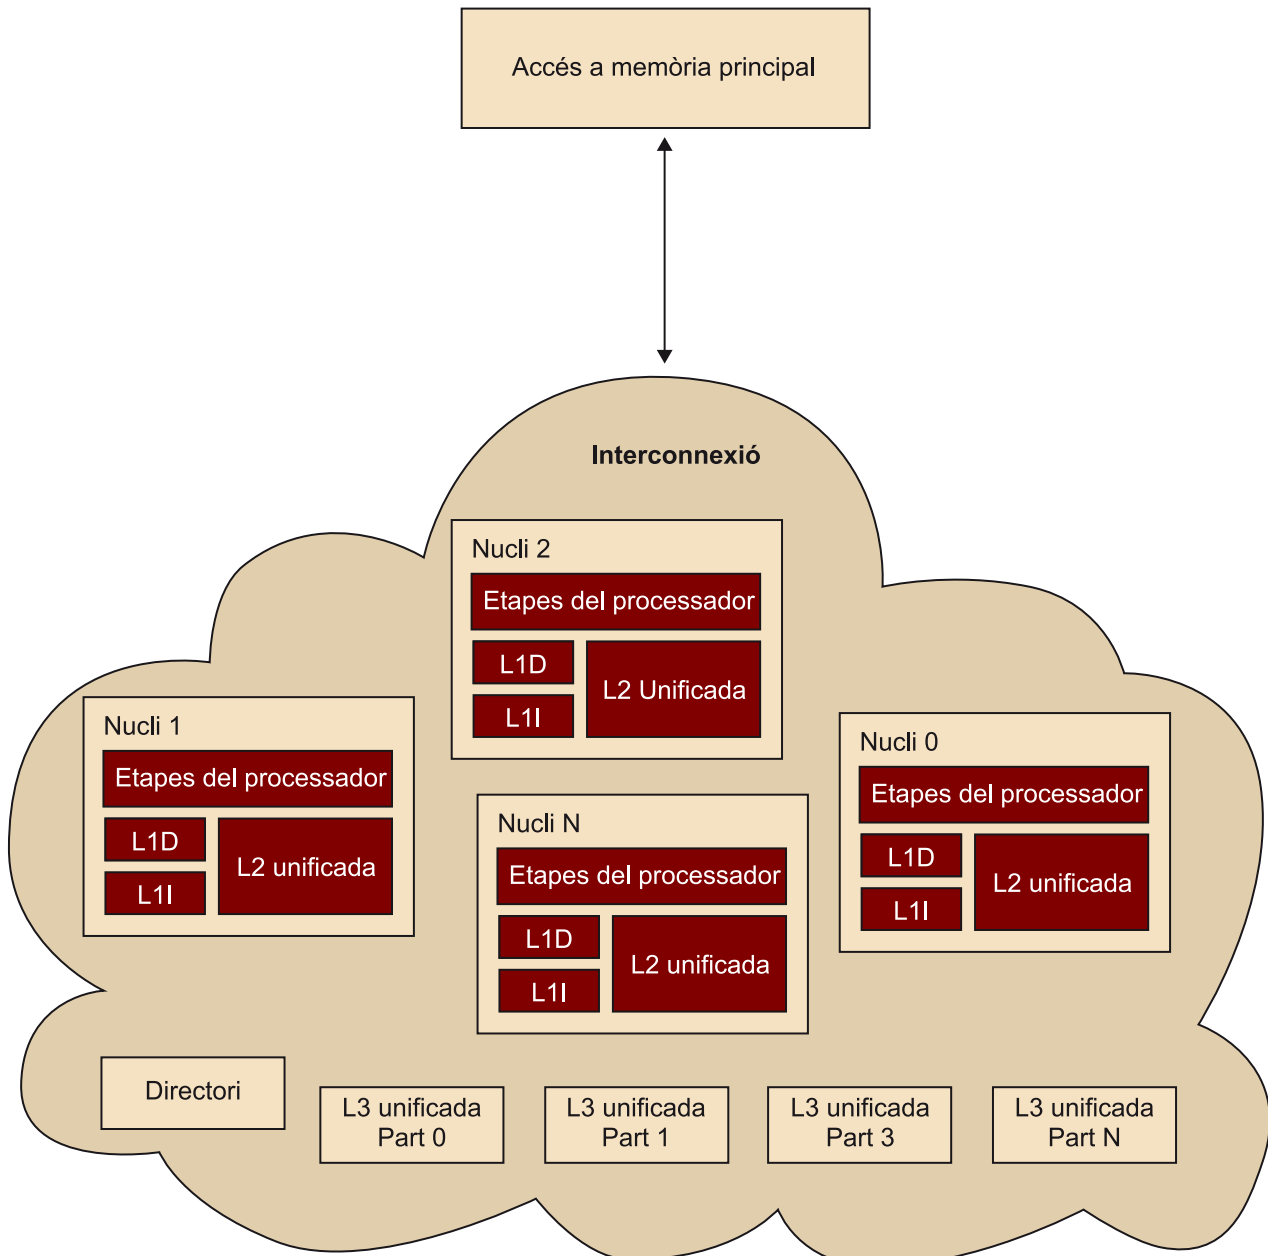 Accés a memòria principal
Interconnexió
Nucli 2
Etapes del processador
L1D
L2 Unificada
L1I
Nucli 1
Etapes del processador
L1D
L2 unificada
L1I
Nucli 0
Etapes del processador
L1D
L2 unificada
L1I
Nucli N
Etapes del processador
L1D
L2 unificada
L1I
Directori
L3 unificada
Part 0
L3 unificada
Part 1
L3 unificada
Part 3
L3 unificada
Part N